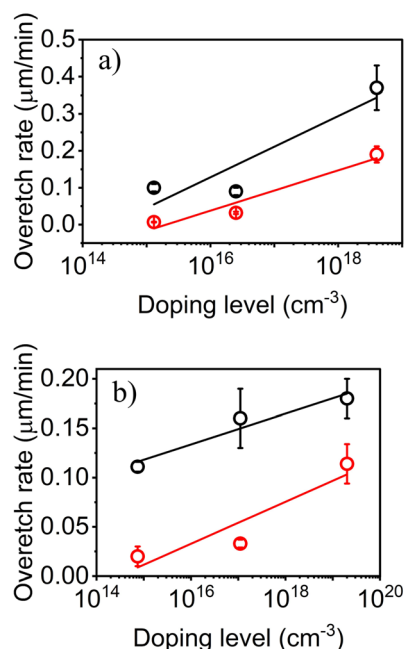 a)
Overetch rate (μm/min)
0.5
0.4
0.3
0.2
0.1
0.0
10^14 10^16 10^18
Doping level (cm^-3)
b)
Overetch rate (μm/min)
0.20
0.15
0.10
0.05
0.00
10^14 10^16 10^18 10^20
Doping level (cm^-3)